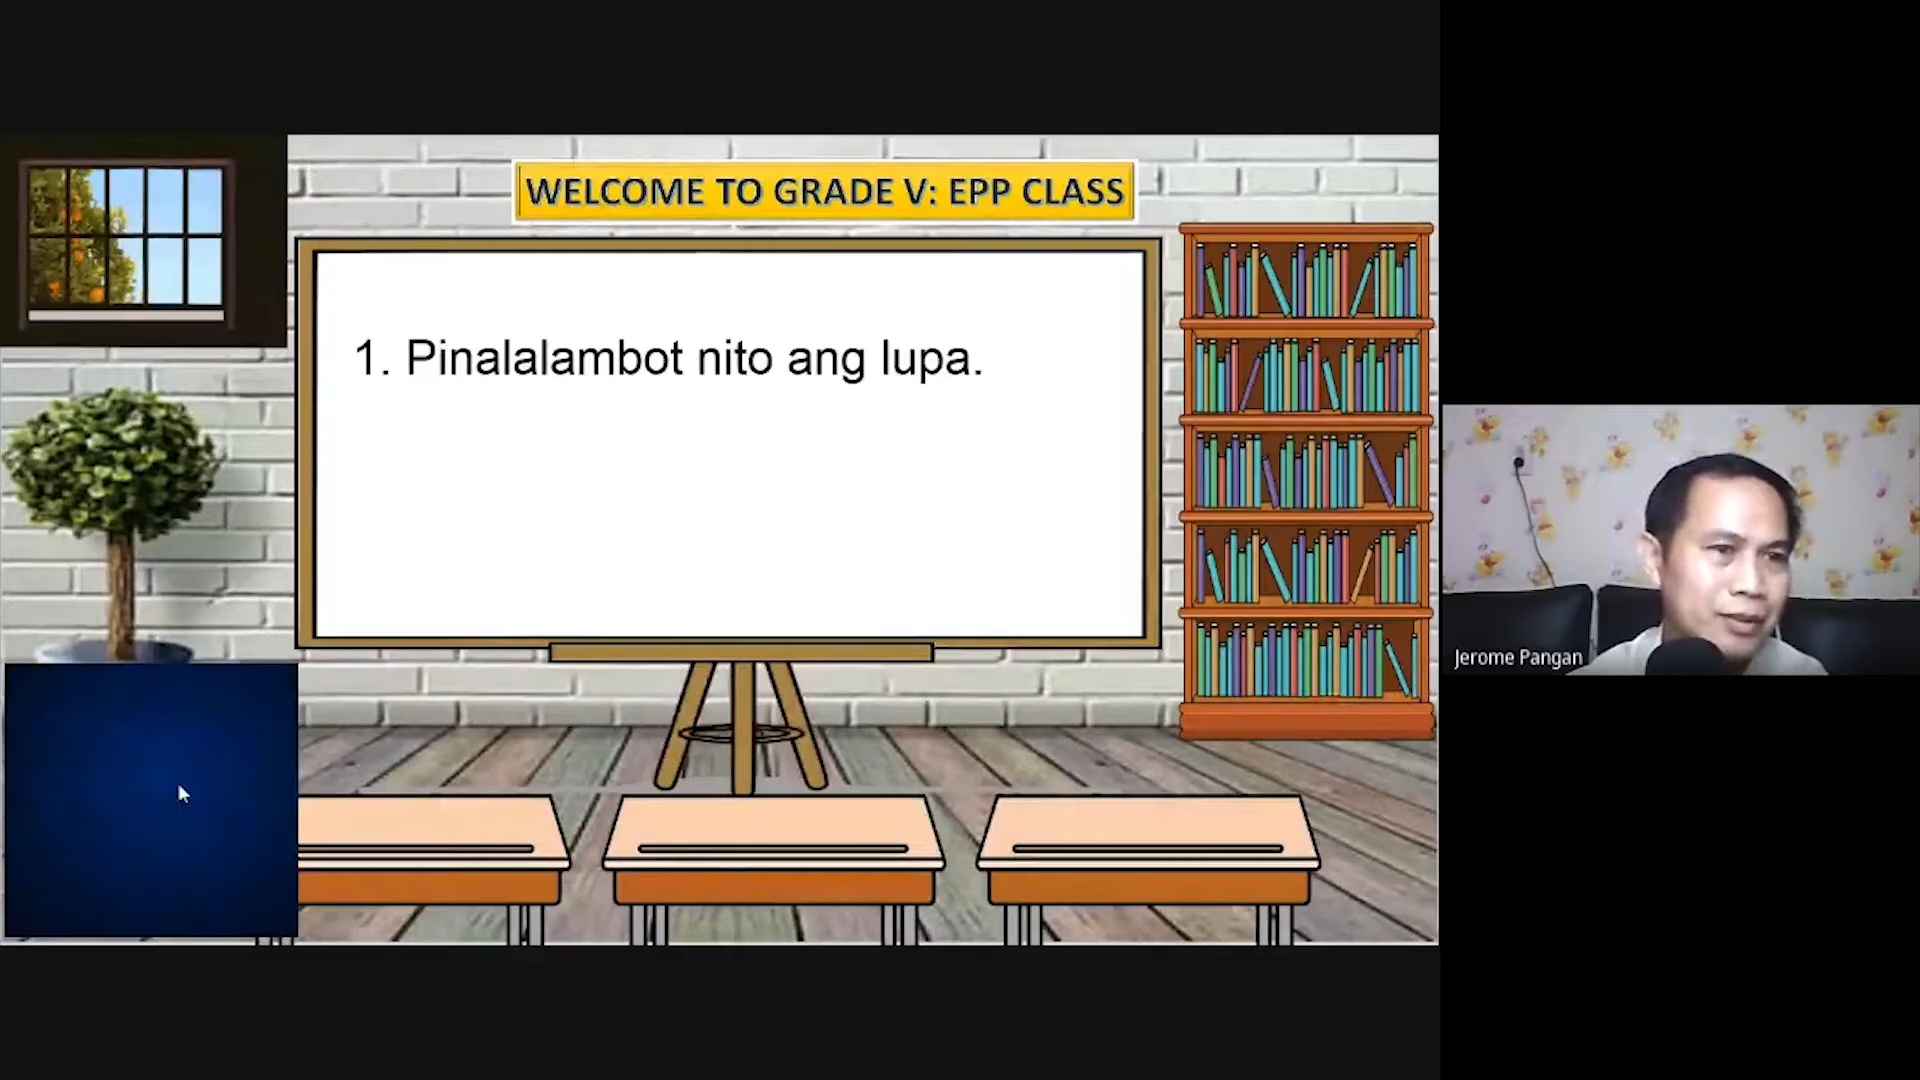 WELCOME TO GRADE V: EPP CLASS
1. Pinalalambot nito ang lupa.
Jerome Pangan